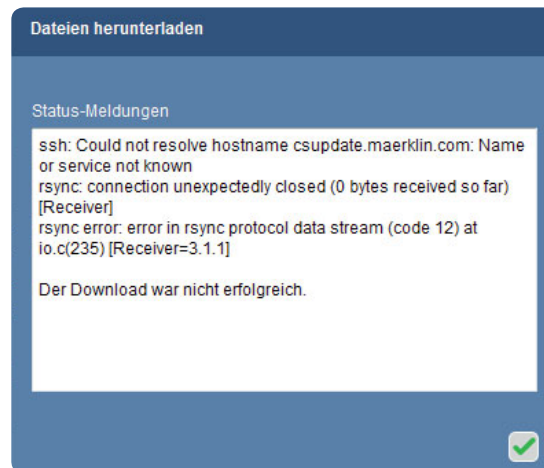 Dateien herunterladen
Status-Meldungen
ssh: Could not resolve hostname csupdate.maerklin.com: Name
or service not known
rsync: connection unexpectedly closed (0 bytes received so far)
[Receiver]
rsync error: error in rsync protocol data stream (code 12) at
io.c(235) [Receiver=3.1.1]
Der Download war nicht erfolgreich.